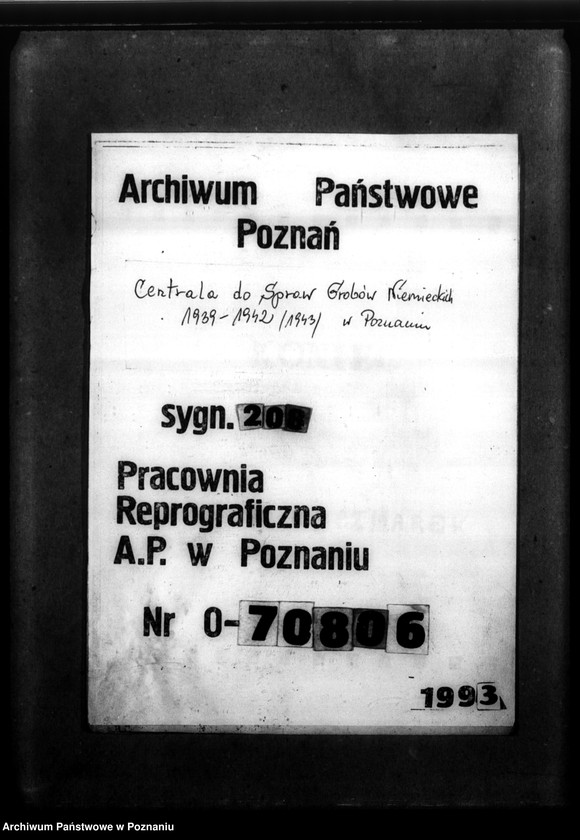 Archiwum Państwowe
Poznań
Centrala do Spraw Grobów Niemieckich
1939-1942 /1943/ w Poznaniu
sygn. 208
Pracownia
Reprograficzna
A.P. w Poznaniu
Nr 0-70806
1993
Archiwum Państwowe w Poznaniu